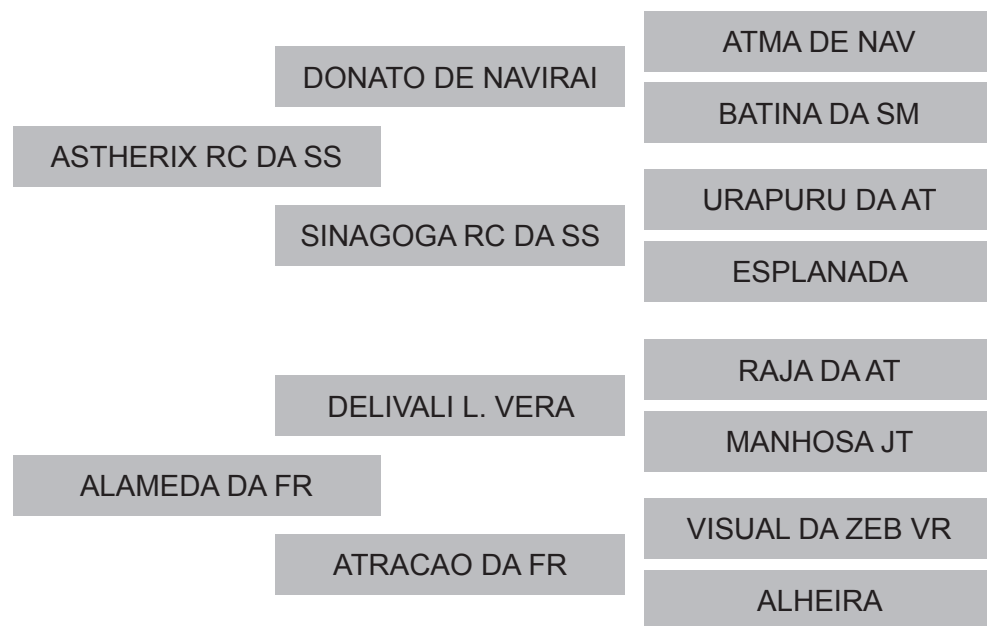 ATMA DE NAV
DONATO DE NAVIRAI
BATINA DA SM
ASTHERIX RC DA SS
URAPURU DA AT
SINAGOGA RC DA SS
ESPLANADA
RAJA DA AT
DELIVALI L. VERA
MANHOSA JT
ALAMEDA DA FR
VISUAL DA ZEB VR
ATRACAO DA FR
ALHEIRA